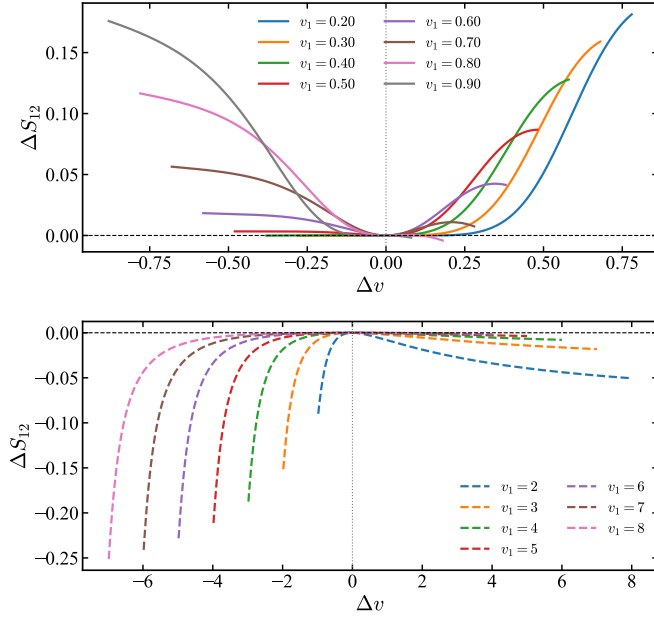 0.15
0.10
0.05
0.00
ΔS₁₂
v₁ = 0.20
v₁ = 0.30
v₁ = 0.40
v₁ = 0.50
v₁ = 0.60
v₁ = 0.70
v₁ = 0.80
v₁ = 0.90
−0.75 −0.50 −0.25 0.00 0.25 0.50 0.75
Δv
0.00
−0.05
−0.10
−0.15
−0.20
−0.25
ΔS₁₂
v₁ = 2
v₁ = 3
v₁ = 4
v₁ = 5
v₁ = 6
v₁ = 7
v₁ = 8
−6 −4 −2 0 2 4 6 8
Δv